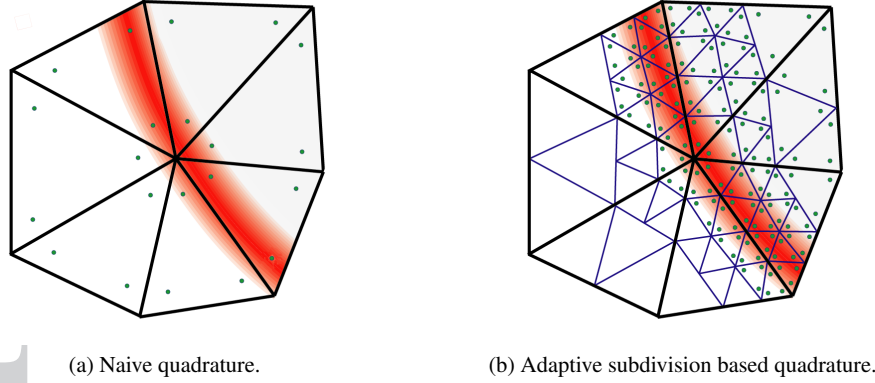 (a) Naive quadrature.
(b) Adaptive subdivision based quadrature.